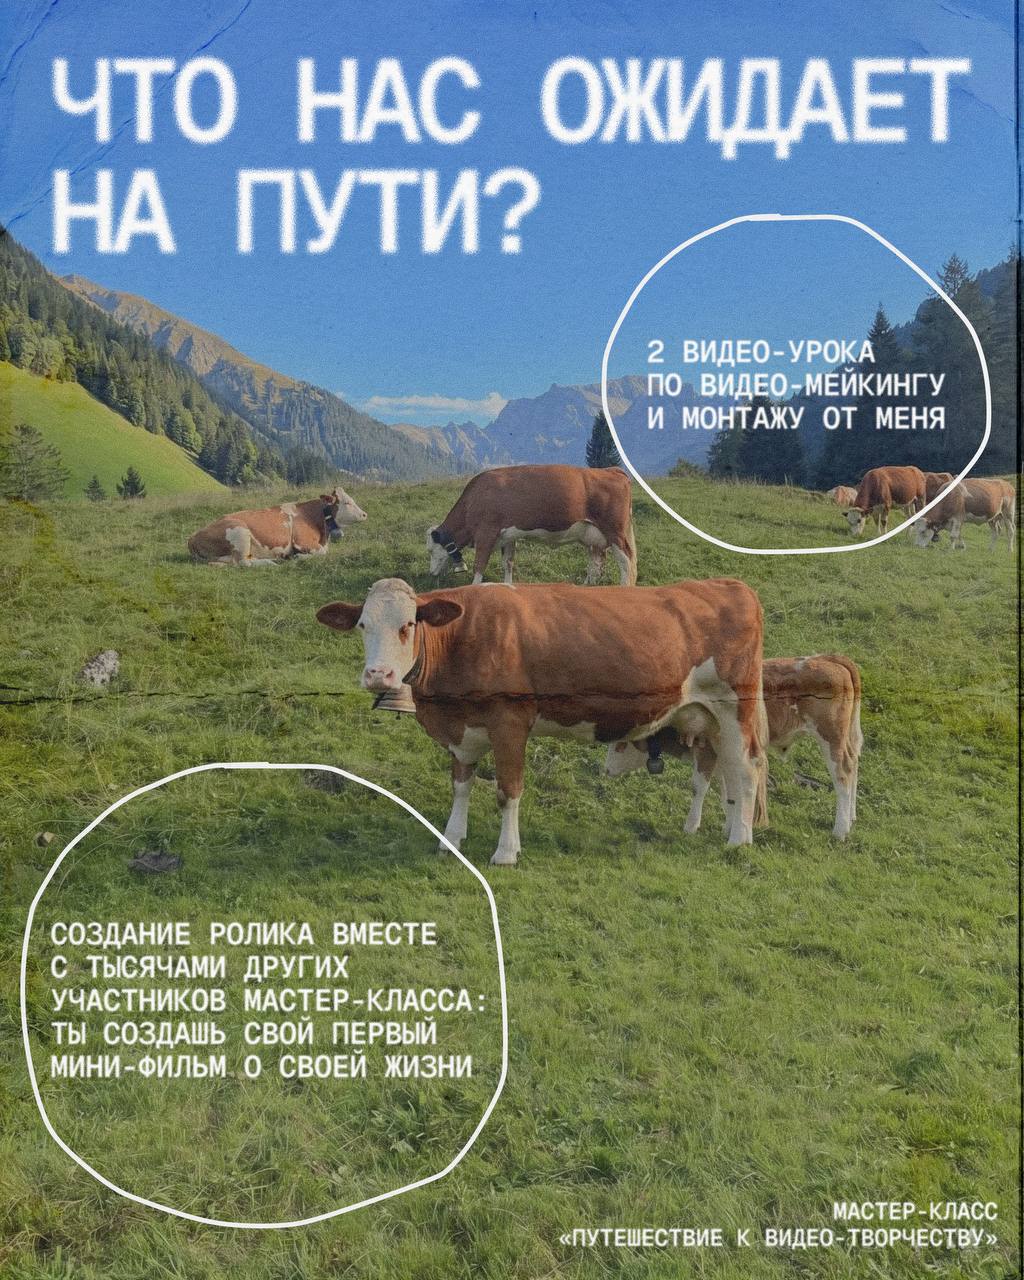 ЧТО НАС ОЖИДАЕТ
НА ПУТИ?
2 ВИДЕО-УРОКА
ПО ВИДЕО-МЕЙКИНГУ
И МОНТАЖУ ОТ МЕНЯ
СОЗДАНИЕ РОЛИКА ВМЕСТЕ
С ТЫСЯЧАМИ ДРУГИХ
УЧАСТНИКОВ МАСТЕР-КЛАССА:
ТЫ СОЗДАШЬ СВОЙ ПЕРВЫЙ
МИНИ-ФИЛЬМ О СВОЕЙ ЖИЗНИ
МАСТЕР-КЛАСС
«ПУТЕШЕСТВИЕ К ВИДЕО-ТВОРЧЕСТВУ»